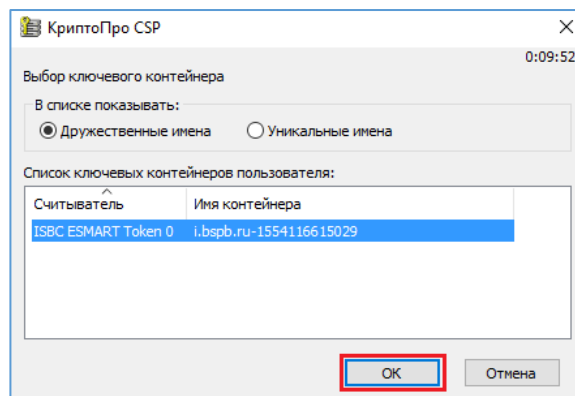 КриптоПро CSP
0:09:52
Выбор ключевого контейнера
В списке показывать:
Дружественные имена Уникальные имена
Список ключевых контейнеров пользователя:
Считыватель Имя контейнера
ISBC ESMART Token 0 i.bspb.ru-1554116615029
ОК Отмена